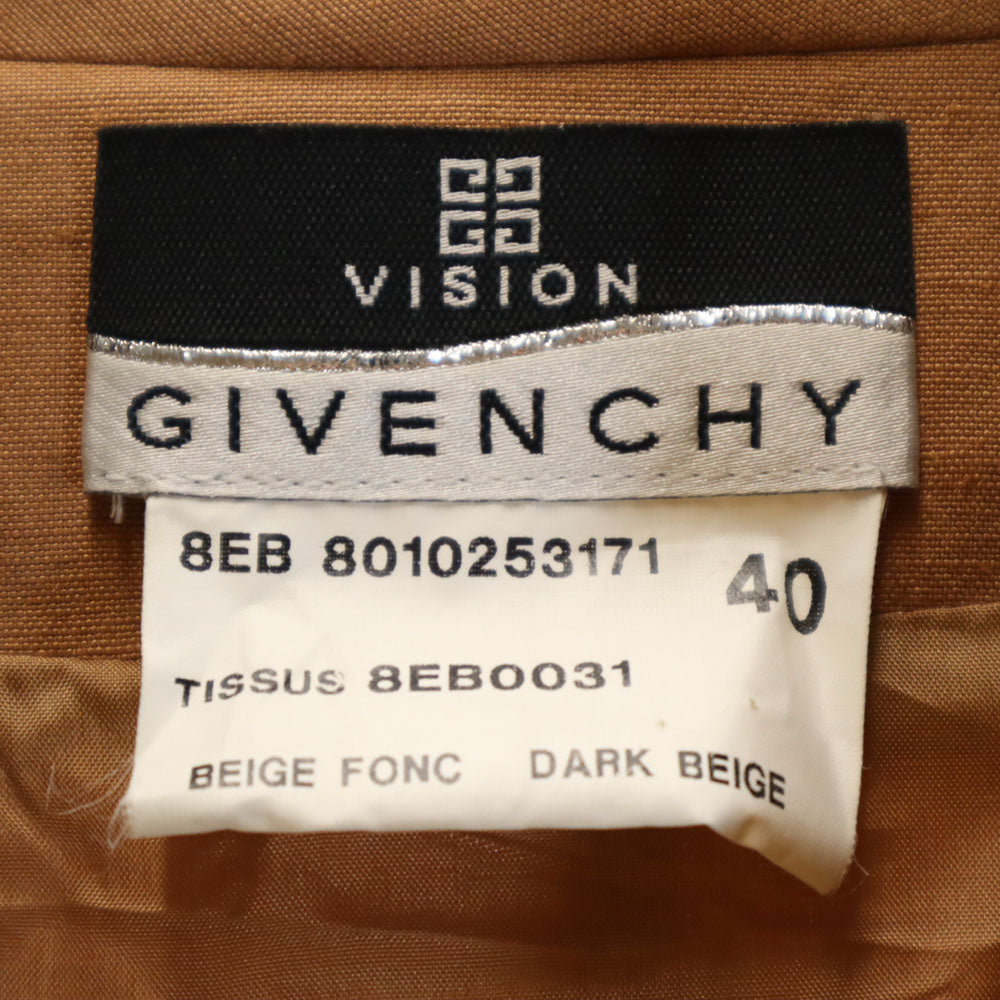 VISION
GIVENCHY
8EB 8010253171 40
TISSUS 8EB0031
BEIGE FONC DARK BEIGE